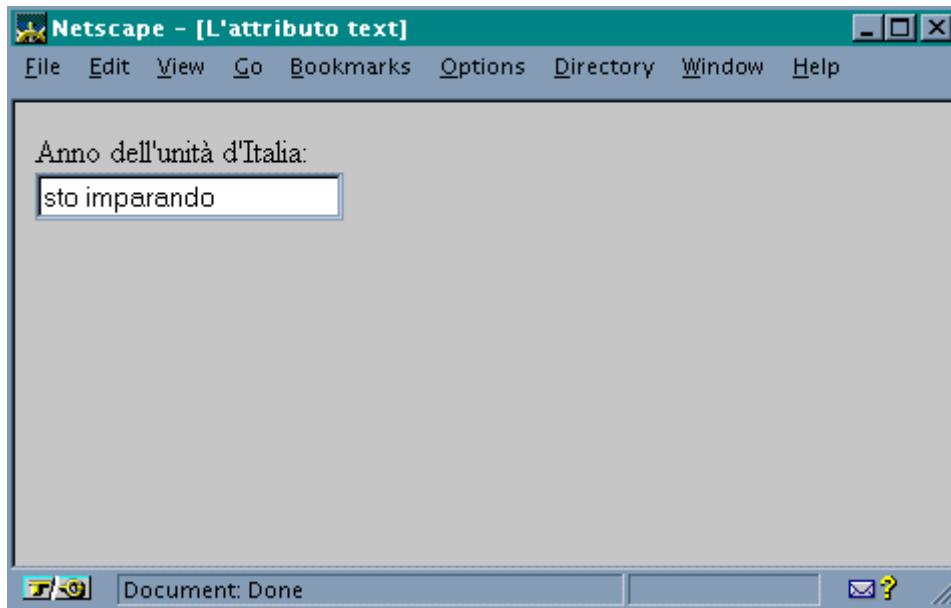 Netscape - [L'attributo text]
File Edit View Go Bookmarks Options Directory Window Help
Anno dell'unità d'Italia:
sto imparando
Document: Done
?